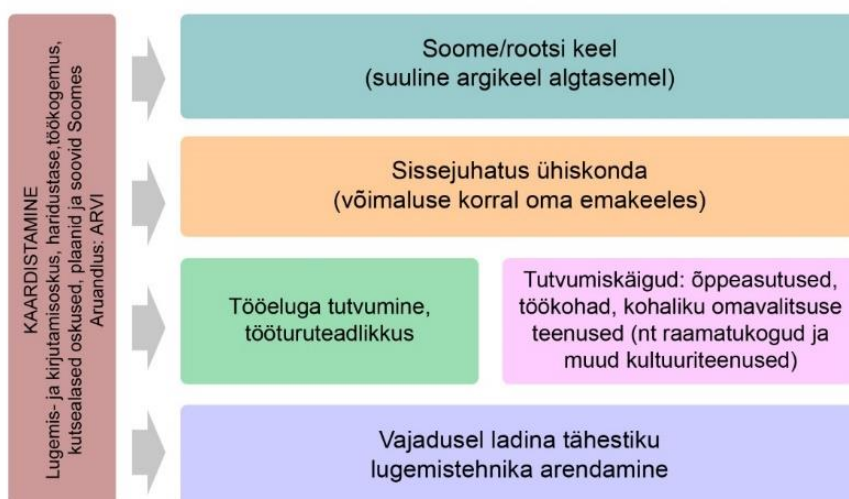 KAARDISTAMINE
Lugemis- ja kirjutamisoskus, haridustase,töökogemus,
kutsealased oskused, plaanid ja soovid Soomes
Aruandlus: ARVI
Soome/rootsi keel
(suuline argikeel algtasemel)
Sissejuhatus ühiskonda
(võimaluse korral oma emakeeles)
Tööeluga tutvumine,
tööturuteadlikkus
Tutvumiskäigud: õppeasutused,
töökohad, kohaliku omavalitsuse
teenused (nt raamatukogud ja
muud kultuuriteenused)
Vajadusel ladina tähestiku
lugemistehnika arendamine